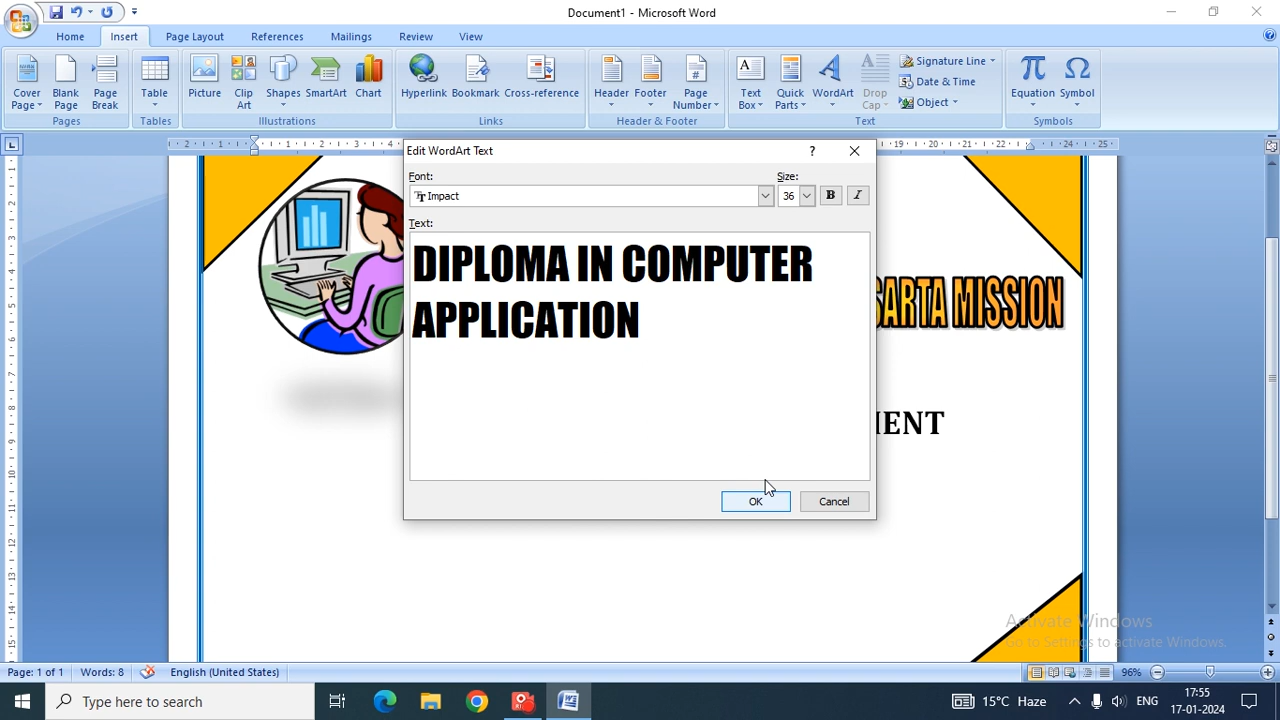 Document1 - Microsoft Word
Home Insert Page Layout References Mailings Review View
Cover Page
Blank Page
Page Break
Table
Picture
Clip Art
Shapes
SmartArt
Chart
Hyperlink
Bookmark
Cross-reference
Header
Footer
Page Number
Text Box
Quick Parts
WordArt
Drop Cap
Signature Line
Date & Time
Object
Equation
Symbol
Pages Tables Illustrations Links Header & Footer Text Symbols
Edit WordArt Text
Font:
Size:
Impact
36
B
I
Text:
DIPLOMA IN COMPUTER
APPLICATION
SARTA MISSION
OK
Cancel
Activate Windows
Go to Settings to activate Windows.
Page: 1 of 1 Words: 8 English (United States) 96%
Type here to search
15°C Haze
ENG
17:55
17-01-2024